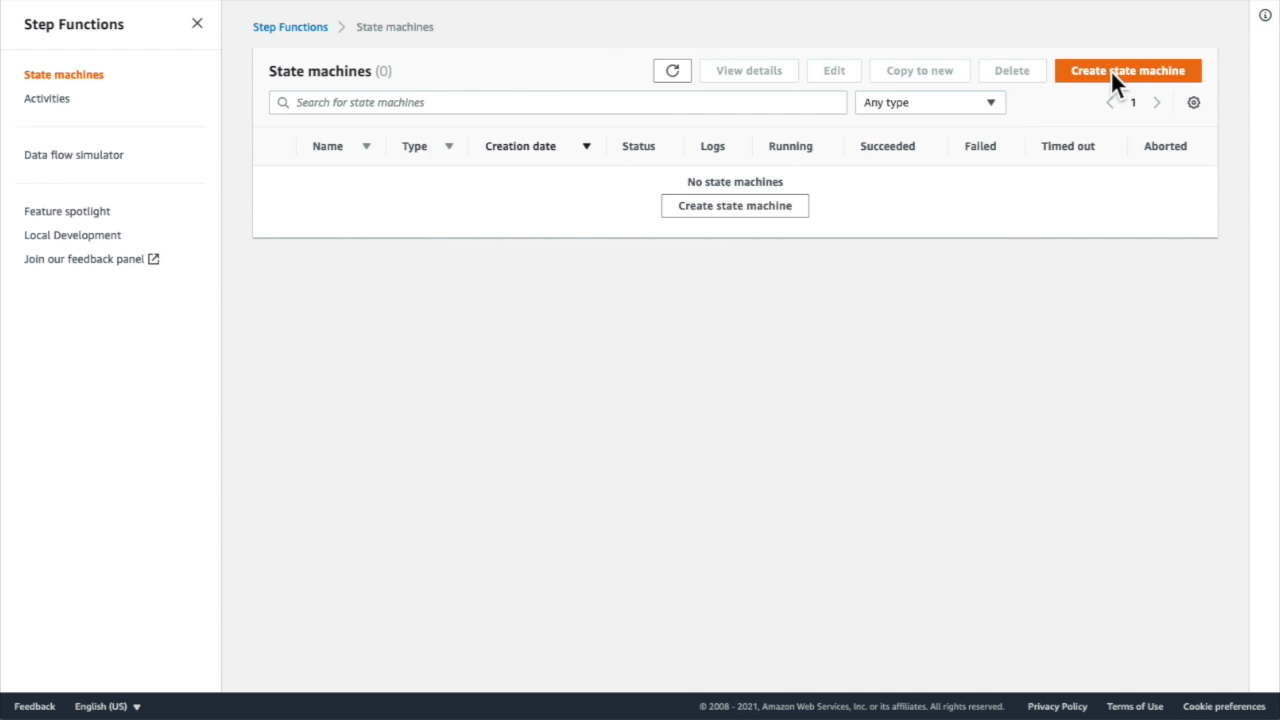 Step Functions
State machines
Activities
Data flow simulator
Feature spotlight
Local Development
Join our feedback panel
Step Functions State machines
State machines (0)
View details Edit Copy to new Delete Create state machine
Search for state machines Any type 1
Name Type Creation date Status Logs Running Succeeded Failed Timed out Aborted
No state machines
Create state machine
Feedback English (US) © 2008 - 2021, Amazon Web Services, Inc. or its affiliates. All rights reserved. Privacy Policy Terms of Use Cookie preferences